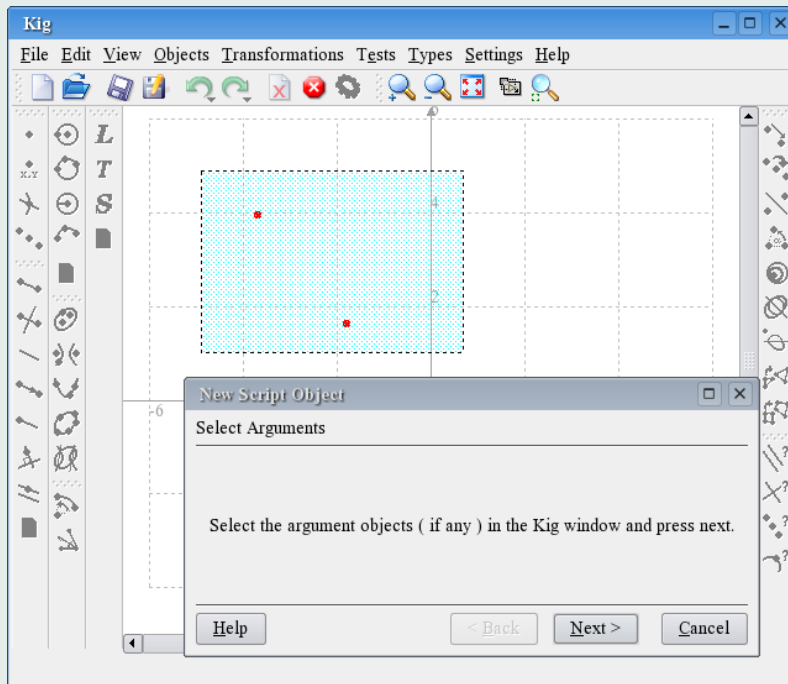 Kig
File Edit View Objects Transformations Tests Types Settings Help
L
x,y T
4
S
2
-6
New Script Object
Select Arguments
Select the argument objects ( if any ) in the Kig window and press next.
Help < Back Next > Cancel